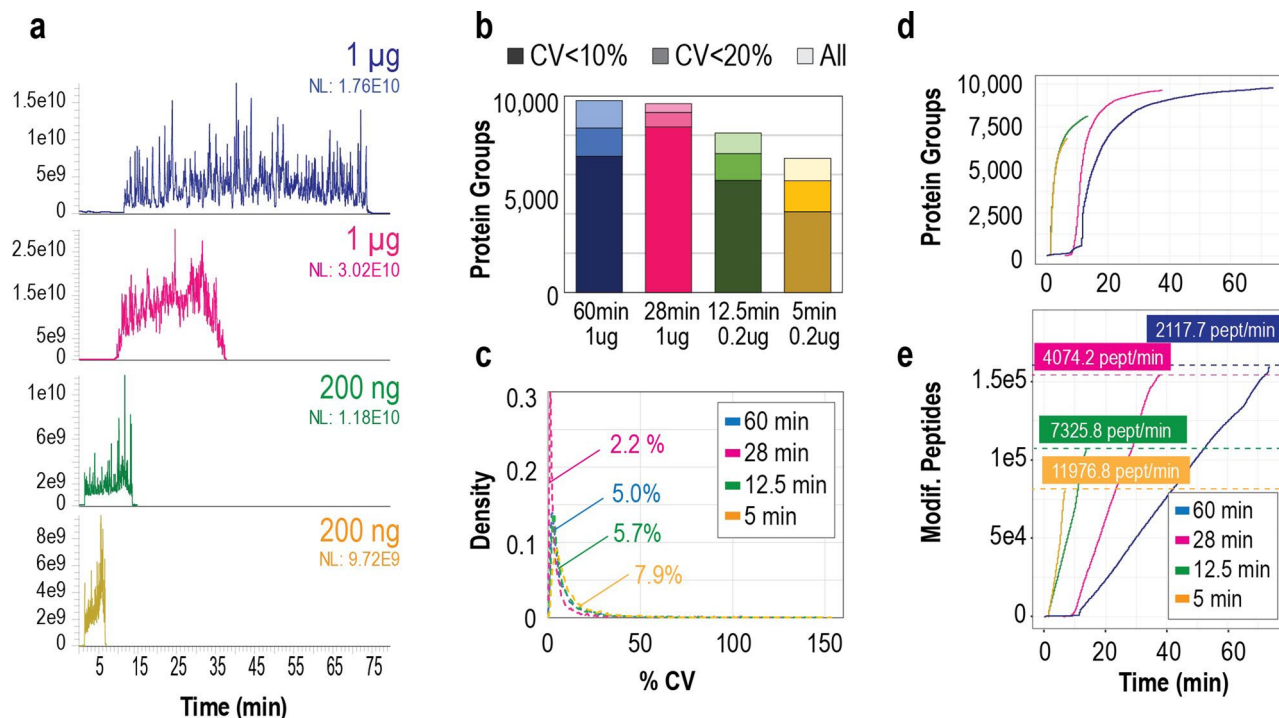 a
1 µg
NL: 1.76E10
1.5e10
1e10
5e9
0
1 µg
NL: 3.02E10
2.5e10
1.5e10
5e9
0
200 ng
NL: 1.18E10
1e10
6e9
2e9
0
200 ng
NL: 9.72E9
8e9
6e9
4e9
2e9
0
5 15 25 35 45 55 65 75
Time (min)
b
CV<10% CV<20% All
10,000
5,000
0
Protein Groups
60min 28min 12.5min 5min
1ug 1ug 0.2ug 0.2ug
c
0.3
0.2
0.1
0
Density
2.2 %
5.0%
5.7%
7.9%
60 min
28 min
12.5 min
5 min
0 50 100 150
% CV
d
10,000
7,500
5,000
2,500
0
Protein Groups
0 20 40 60
e
2117.7 pept/min
4074.2 pept/min
7325.8 pept/min
11976.8 pept/min
1.5e5
1e5
5e4
0
Modif. Peptides
60 min
28 min
12.5 min
5 min
0 20 40 60
Time (min)